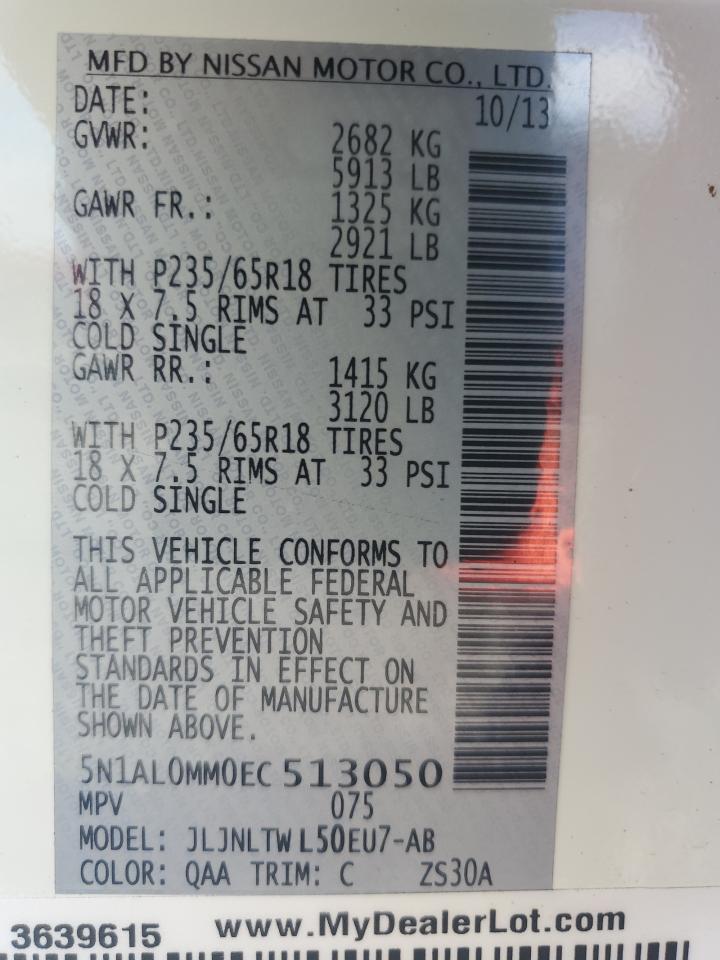 MFD BY NISSAN MOTOR CO., LTD.
DATE: 10/13
GVWR: 2682 KG
5913 LB
GAWR FR.: 1325 KG
2921 LB
WITH P235/65R18 TIRES
18 X 7.5 RIMS AT 33 PSI
COLD SINGLE
GAWR RR.: 1415 KG
3120 LB
WITH P235/65R18 TIRES
18 X 7.5 RIMS AT 33 PSI
COLD SINGLE
THIS VEHICLE CONFORMS TO
ALL APPLICABLE FEDERAL
MOTOR VEHICLE SAFETY AND
THEFT PREVENTION
STANDARDS IN EFFECT ON
THE DATE OF MANUFACTURE
SHOWN ABOVE.
5N1AL0MM0EC 513050
MPV 075
MODEL: JLJNLTWL50EU7-AB
COLOR: QAA TRIM: C ZS30A
3639615 www.MyDealerLot.com